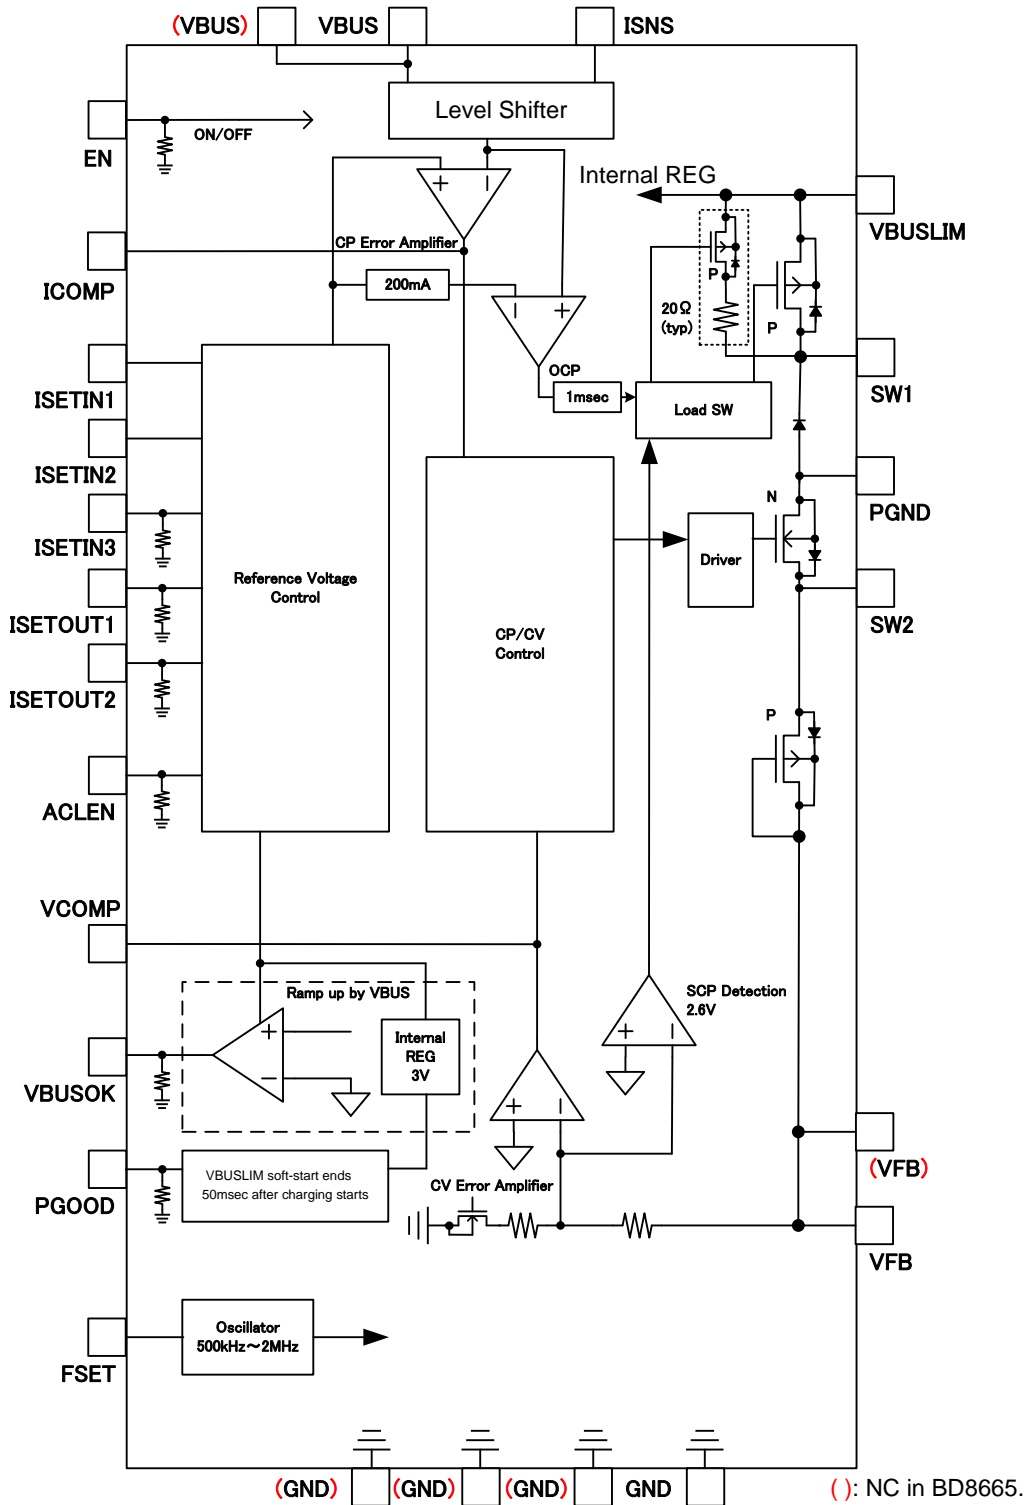 (VBUS) VBUS ISNS
Level Shifter
EN
ON/OFF
+ −
Internal REG
VBUSLIM
CP Error Amplifier
ICOMP
200mA
P
20Ω
(typ)
P
− +
OCP
1msec
Load SW
SW1
ISETIN1
ISETIN2
ISETIN3
ISETOUT1
ISETOUT2
ACLEN
Reference Voltage
Control
CP/CV
Control
Driver
N
PGND
SW2
P
VCOMP
Ramp up by VBUS
+
−
Internal
REG
3V
SCP Detection
2.6V
+ −
+ −
VBUSOK
VBUSLIM soft-start ends
50msec after charging starts
PGOOD
CV Error Amplifier
(VFB)
VFB
Oscillator
500kHz~2MHz
FSET
(GND) (GND) (GND) GND
( ): NC in BD8665.